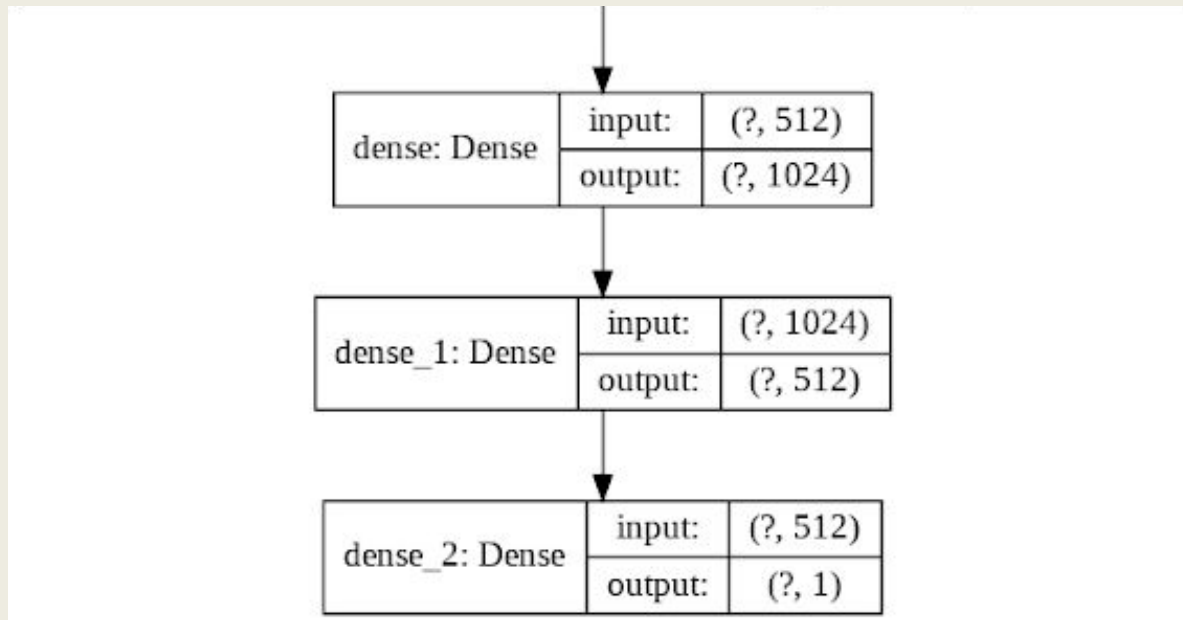 input: (?, 512)
dense: Dense
output: (?, 1024)
input: (?, 1024)
dense_1: Dense
output: (?, 512)
input: (?, 512)
dense_2: Dense
output: (?, 1)